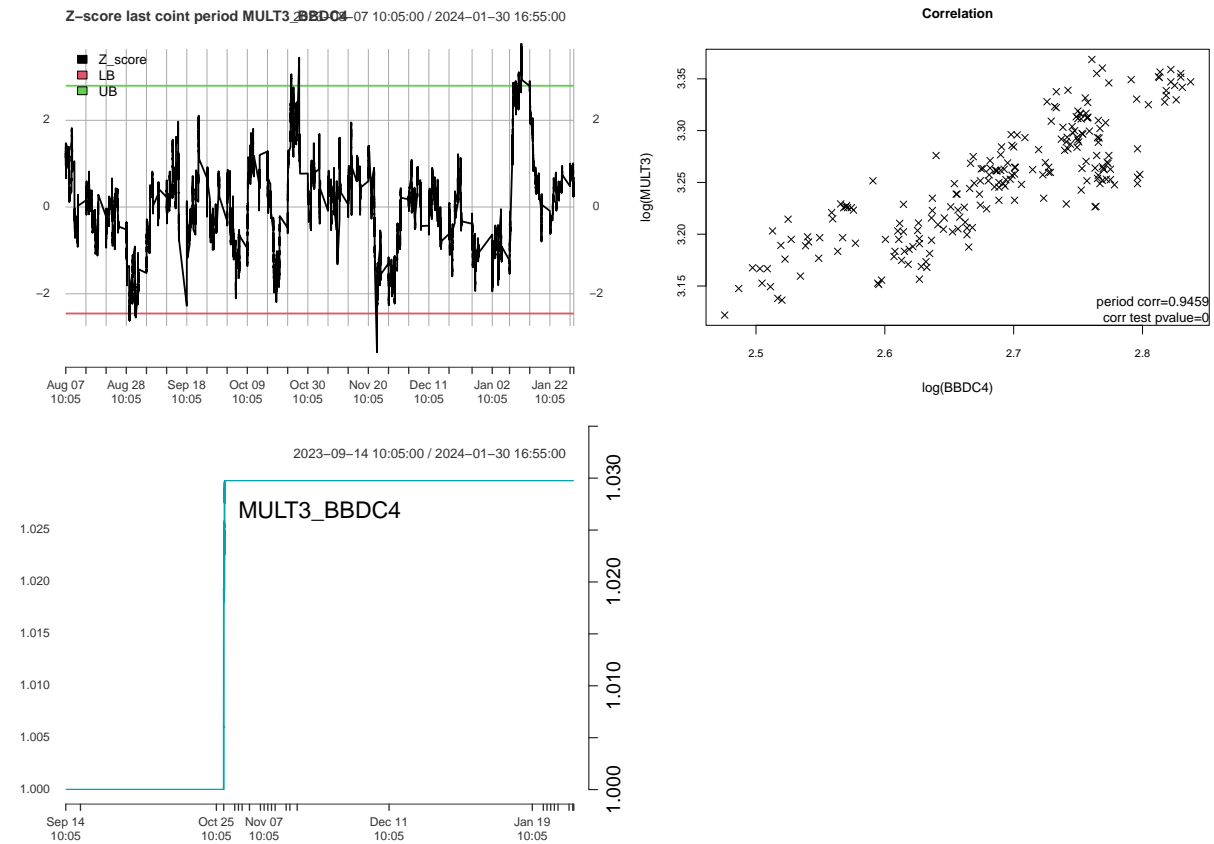 Z−score last coint period MULT3_BBDC4
2023−08−07 10:05:00 / 2024−01−30 16:55:00
Z_score
LB
UB
2
0
−2
2
0
−2
Aug 07 10:05
Aug 28 10:05
Sep 18 10:05
Oct 09 10:05
Oct 30 10:05
Nov 20 10:05
Dec 11 10:05
Jan 02 10:05
Jan 22 10:05
Correlation
log(MULT3)
3.35
3.30
3.25
3.20
3.15
period corr=0.9459
corr test pvalue=0
2.5 2.6 2.7 2.8
log(BBDC4)
2023−09−14 10:05:00 / 2024−01−30 16:55:00
MULT3_BBDC4
1.025
1.020
1.015
1.010
1.005
1.000
1.030
1.020
1.010
1.000
Sep 14 10:05
Oct 25 10:05
Nov 07 10:05
Dec 11 10:05
Jan 19 10:05